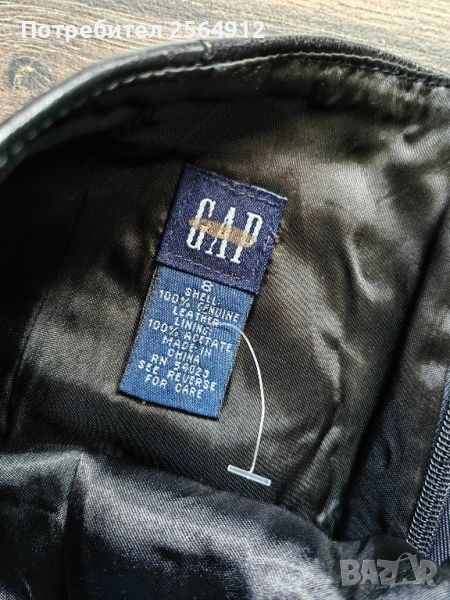 Потребител 2564912
GAP
8
SHELL:
100% GENUINE
LEATHER
LINING:
100% ACETATE
MADE IN
CHINA
RN 54023
SEE REVERSE
FOR CARE
BAZAR